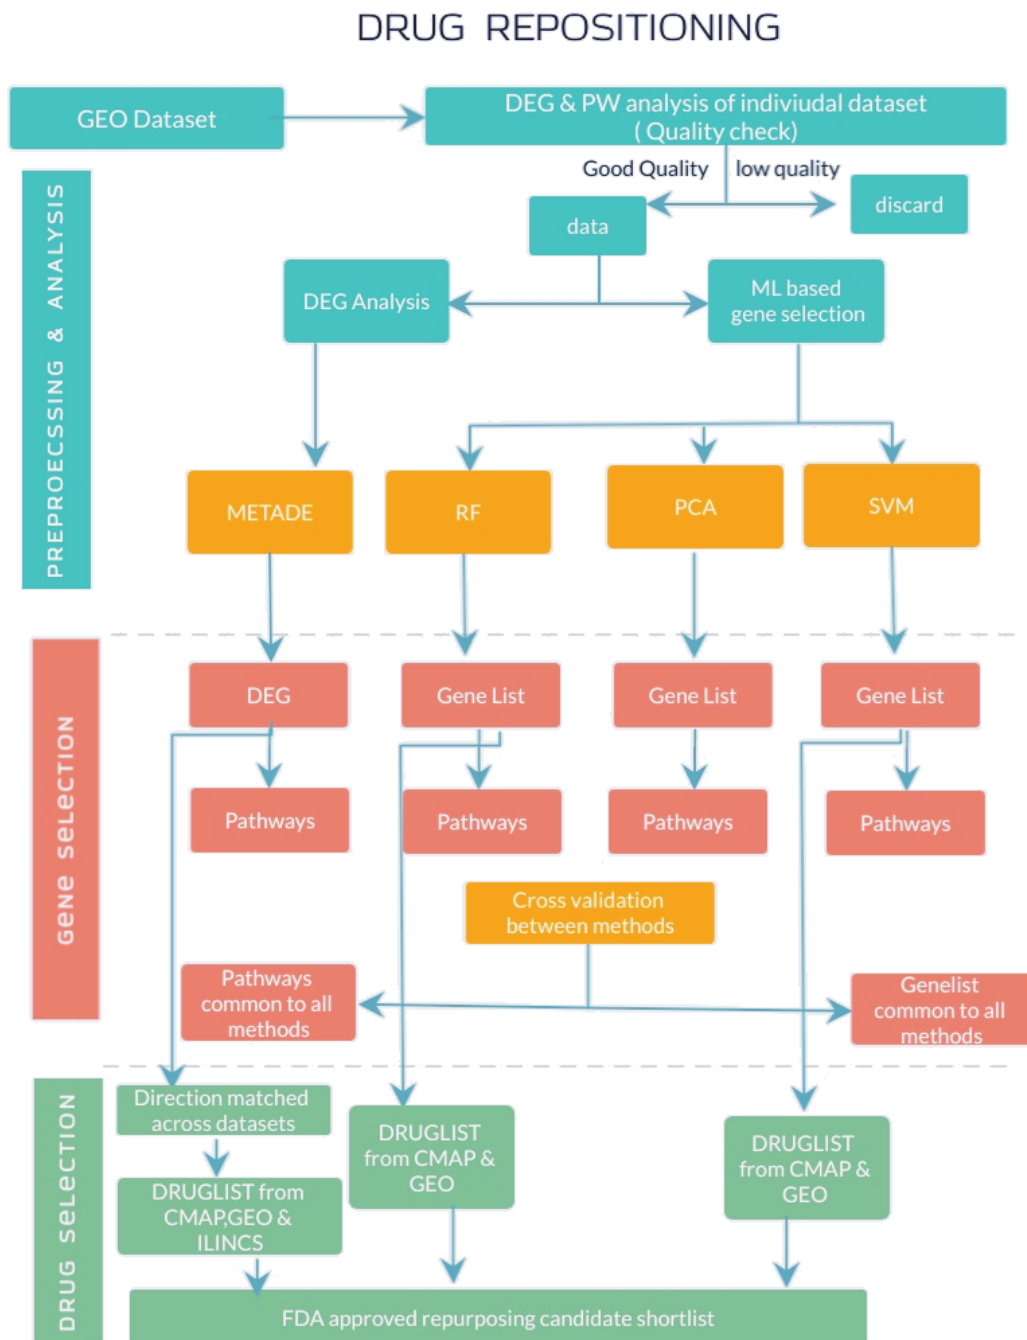 DRUG REPOSITIONING
GEO Dataset
DEG & PW analysis of indiviudal dataset
( Quality check)
Good Quality
low quality
data
discard
PREPROECSSING & ANALYSIS
DEG Analysis
ML based
gene selection
METADE
RF
PCA
SVM
GENE SELECTION
DEG
Gene List
Gene List
Gene List
Pathways
Pathways
Pathways
Pathways
Cross validation
between methods
Pathways
common to all
methods
Genelist
common to all
methods
DRUG SELECTION
Direction matched
across datasets
DRUGLIST from
CMAP,GEO &
ILINCS
DRUGLIST
from CMAP &
GEO
DRUGLIST
from CMAP &
GEO
FDA approved repurposing candidate shortlist